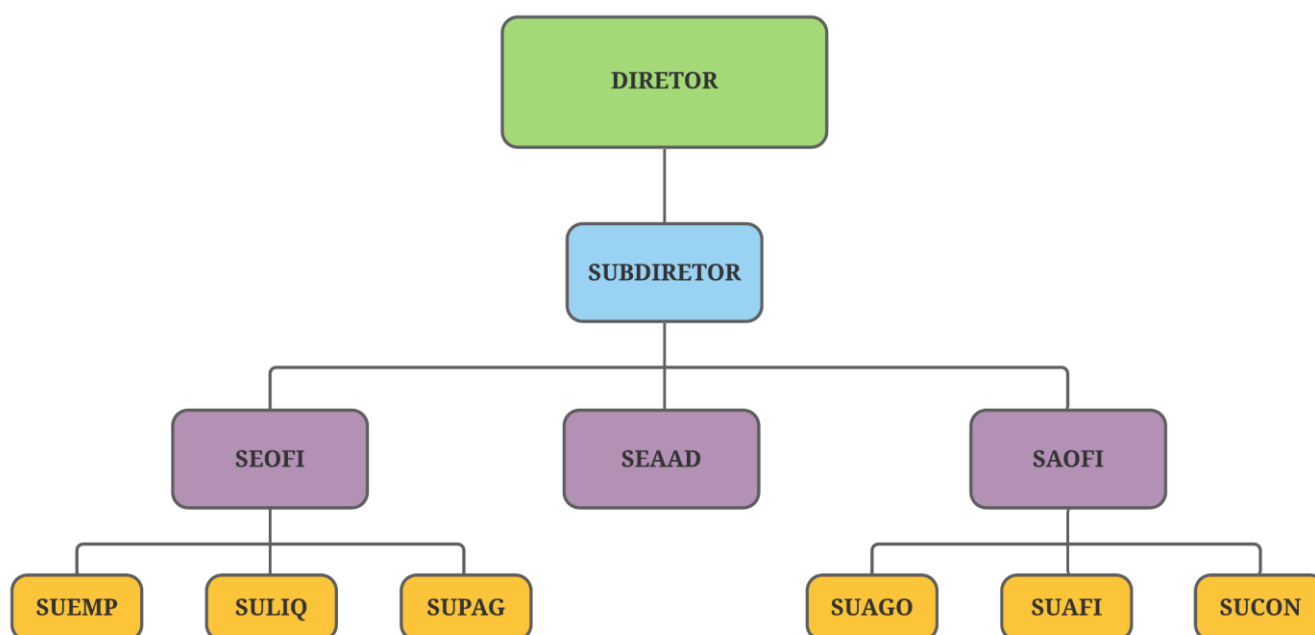 DIRETOR
SUBDIRETOR
SEOFI
SEAAD
SAOFI
SUEMP
SULIQ
SUPAG
SUAGO
SUAFI
SUCON